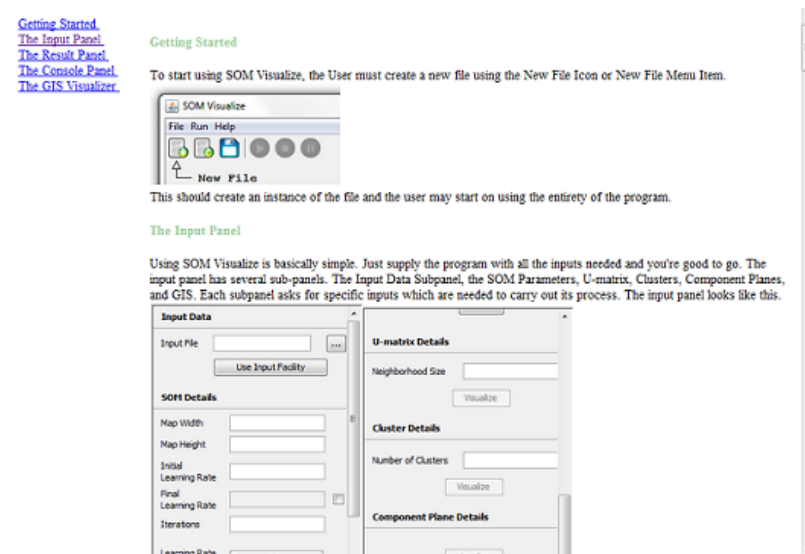 Getting Started
The Input Panel
The Result Panel
The Console Panel
The GIS Visualizer
Getting Started
To start using SOM Visualize, the User must create a new file using the New File Icon or New File Menu Item.
SOM Visualize
File Run Help
New File
This should create an instance of the file and the user may start on using the entirety of the program.
The Input Panel
Using SOM Visualize is basically simple. Just supply the program with all the inputs needed and you're good to go. The
input panel has several sub-panels. The Input Data Subpanel, the SOM Parameters, U-matrix, Clusters, Component Planes,
and GIS. Each subpanel asks for specific inputs which are needed to carry out its process. The input panel looks like this.
Input Data
Input File ...
Use Input Facility
SOM Details
Map Width
Map Height
Initial
Learning Rate
Final
Learning Rate
Iterations
Learning Rate
U-matrix Details
Neighborhood Size
Visualize
Cluster Details
Number of Clusters
Visualize
Component Plane Details